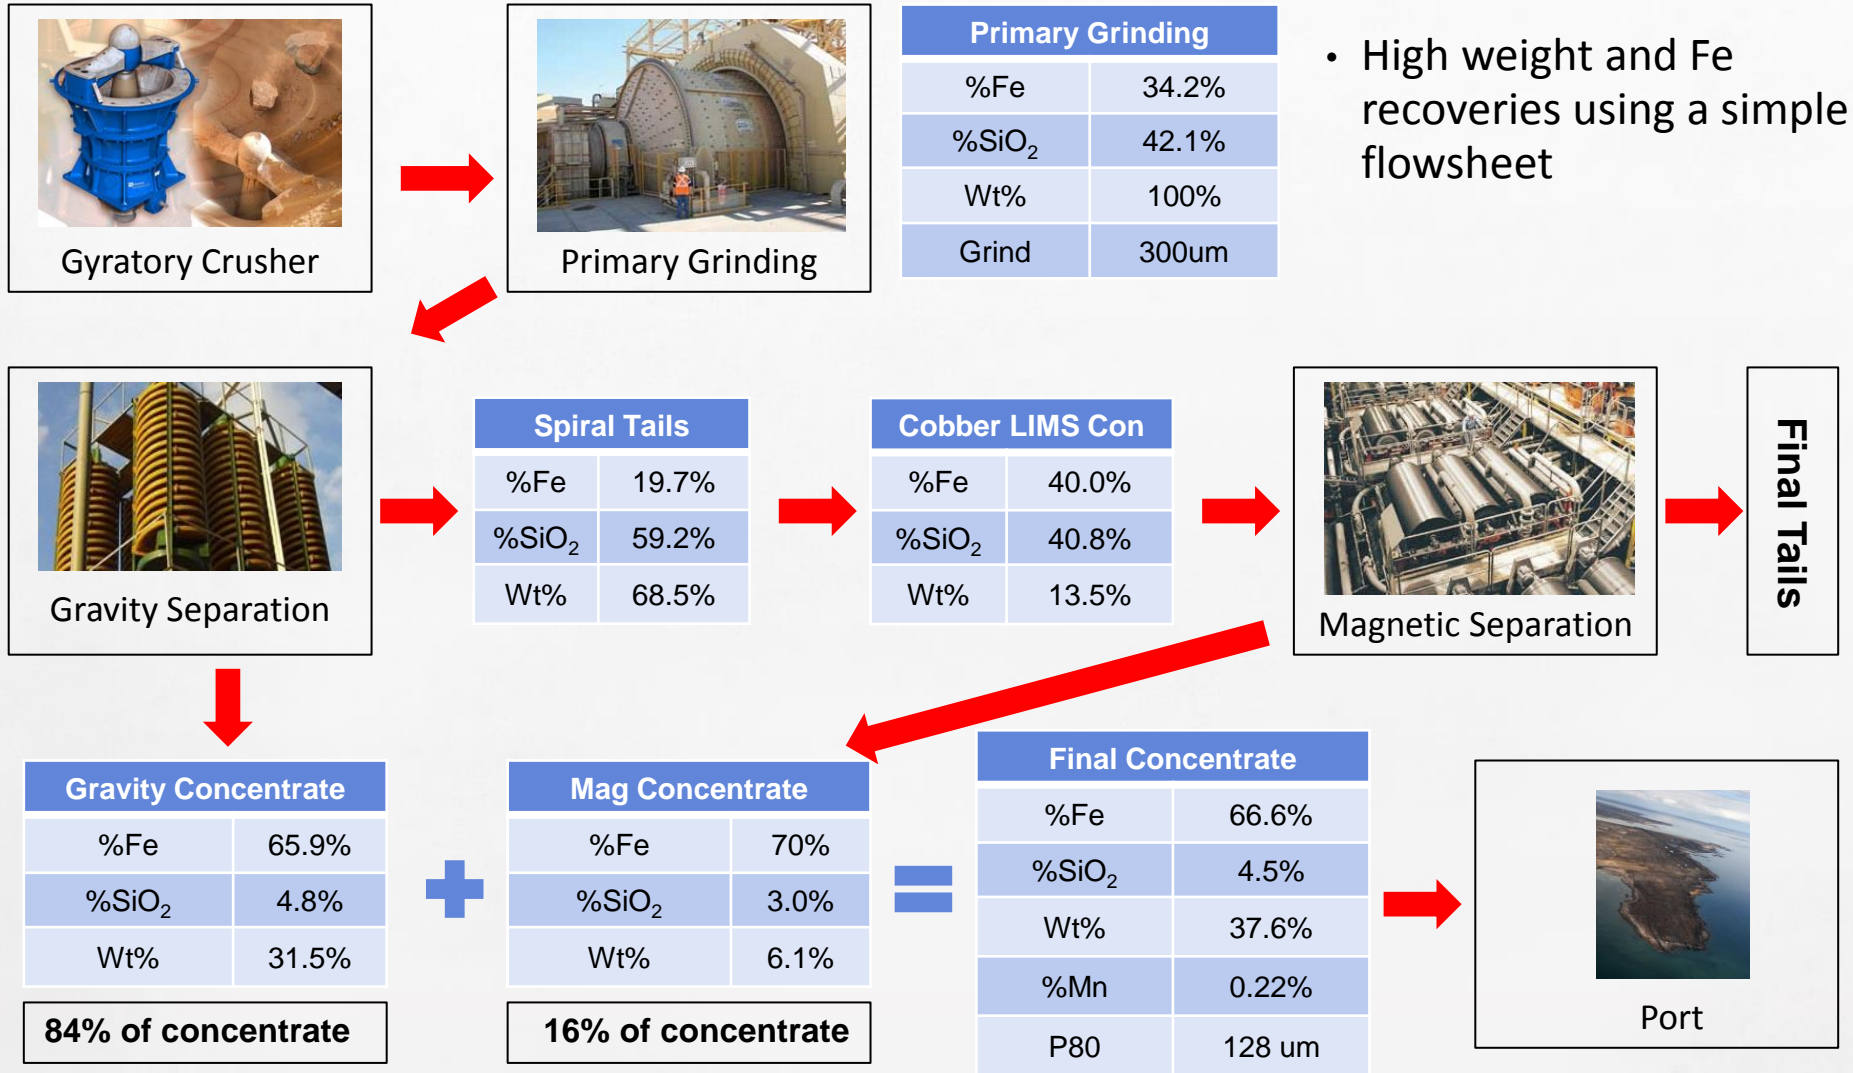 Gyratory Crusher
Primary Grinding
Primary Grinding
%Fe 34.2%
%SiO₂ 42.1%
Wt% 100%
Grind 300um
• High weight and Fe
recoveries using a simple
flowsheet
Gravity Separation
Spiral Tails
%Fe 19.7%
%SiO₂ 59.2%
Wt% 68.5%
Cobber LIMS Con
%Fe 40.0%
%SiO₂ 40.8%
Wt% 13.5%
Magnetic Separation
Final Tails
Gravity Concentrate
%Fe 65.9%
%SiO₂ 4.8%
Wt% 31.5%
84% of concentrate
Mag Concentrate
%Fe 70%
%SiO₂ 3.0%
Wt% 6.1%
16% of concentrate
Final Concentrate
%Fe 66.6%
%SiO₂ 4.5%
Wt% 37.6%
%Mn 0.22%
P80 128 um
Port